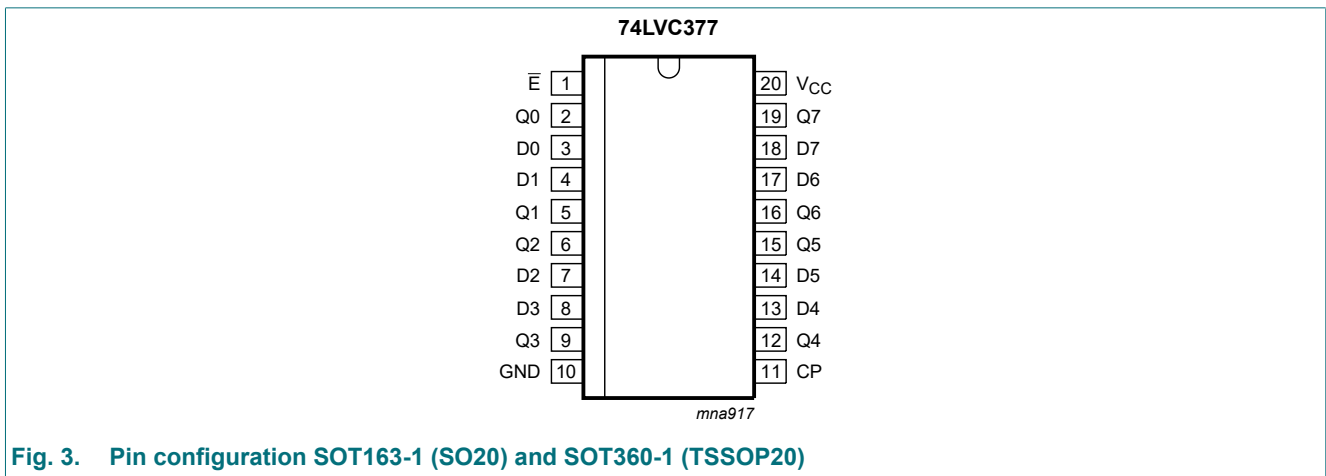 74LVC377
E̅ 1 20 VCC
Q0 2 19 Q7
D0 3 18 D7
D1 4 17 D6
Q1 5 16 Q6
Q2 6 15 Q5
D2 7 14 D5
D3 8 13 D4
Q3 9 12 Q4
GND 10 11 CP
mna917
Fig. 3. Pin configuration SOT163-1 (SO20) and SOT360-1 (TSSOP20)